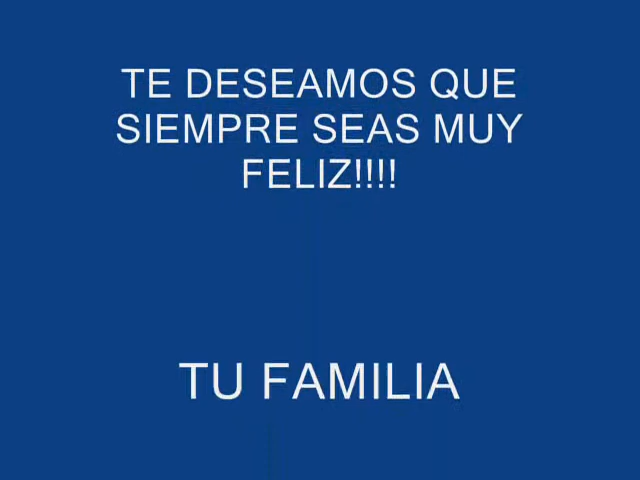 TE DESEAMOS QUE
SIEMPRE SEAS MUY
FELIZ!!!!
TU FAMILIA